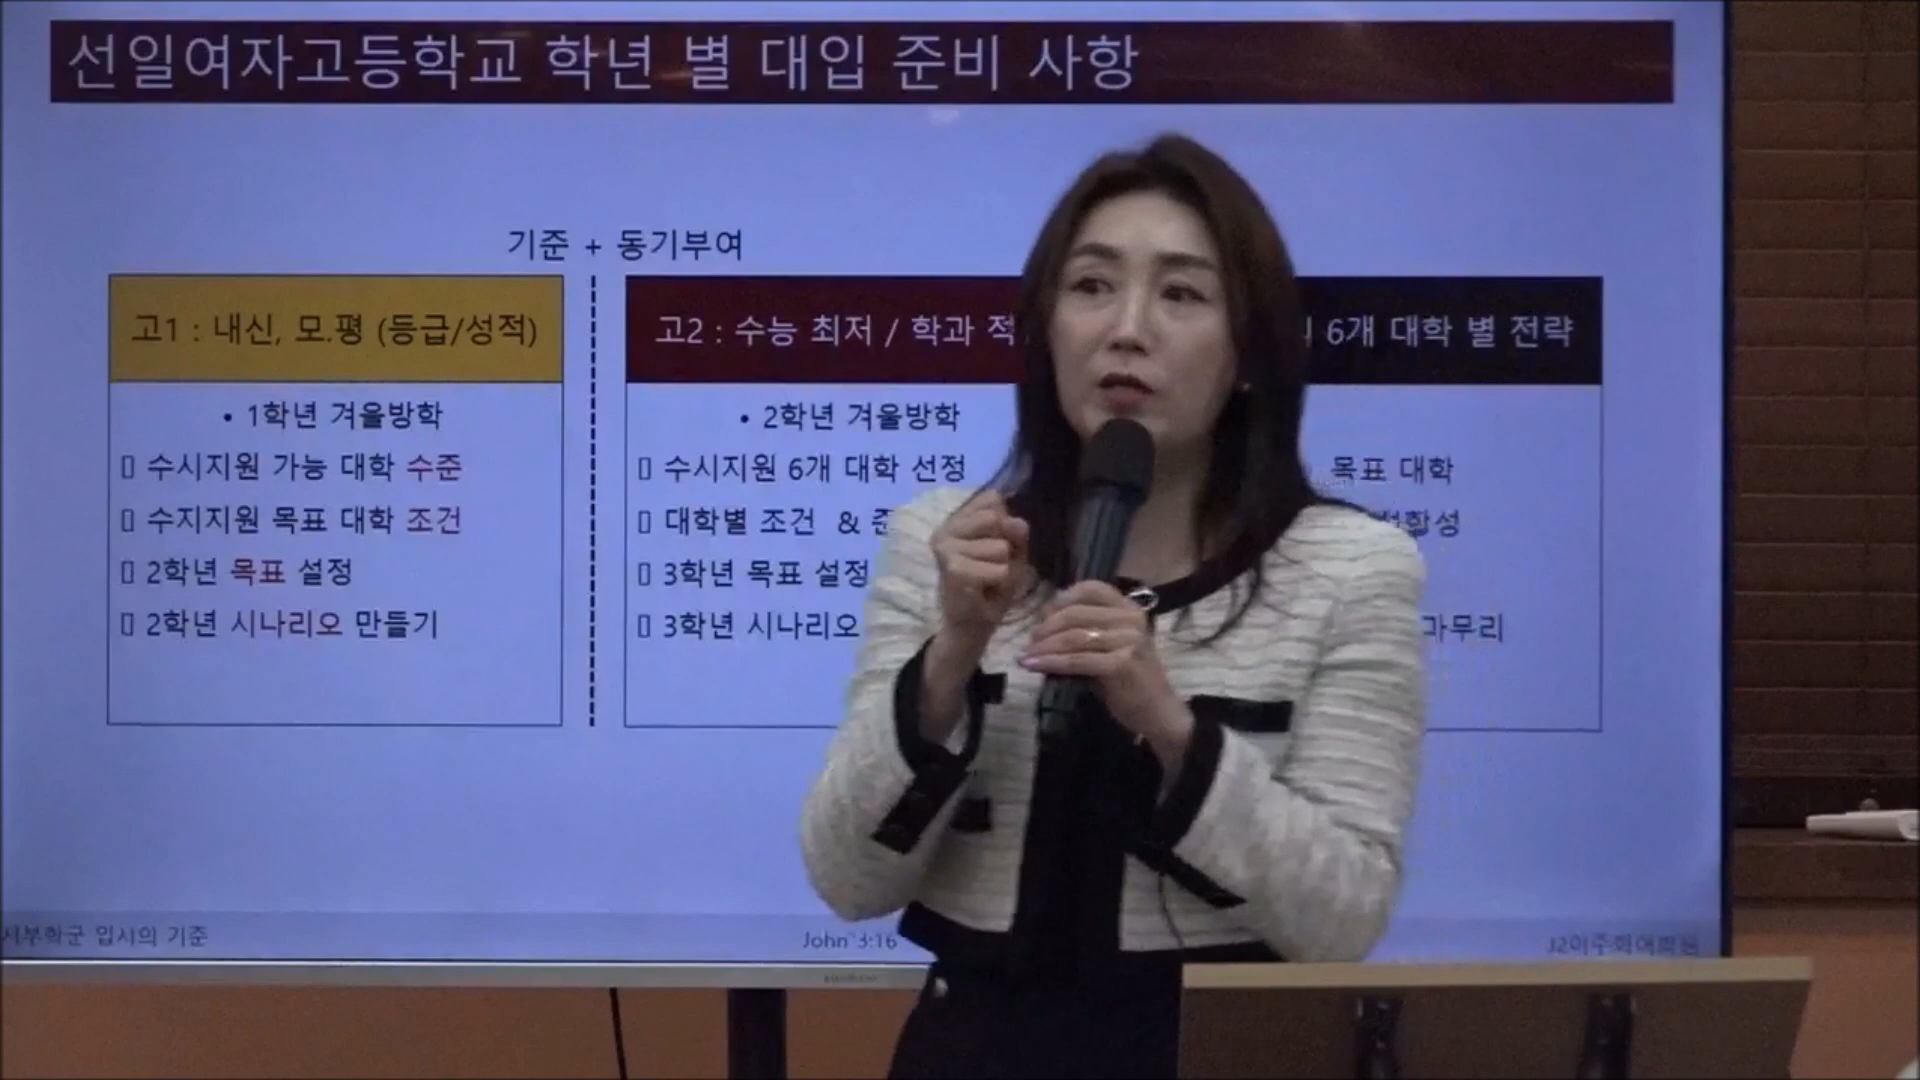 선일여자고등학교 학년 별 대입 준비 사항
기준 + 동기부여
고1 : 내신, 모.평 (등급/성적)
• 1학년 겨울방학
수시지원 가능 대학 수준
수지지원 목표 대학 조건
2학년 목표 설정
2학년 시나리오 만들기
고2 : 수능 최저 / 학과
• 2학년 겨울방학
수시지원 6개 대학 선정
대학별 조건 &
3학년 목표 설정
3학년 시나리오
6개 대학 별 전략
목표 대학
마무리
서부학군 입시의 기준
John 3:16